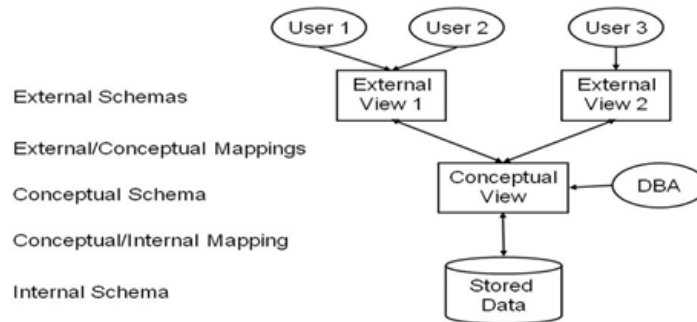 User 1
User 2
User 3
External Schemas
External
View 1
External
View 2
External/Conceptual Mappings
Conceptual Schema
Conceptual
View
DBA
Conceptual/Internal Mapping
Internal Schema
Stored
Data